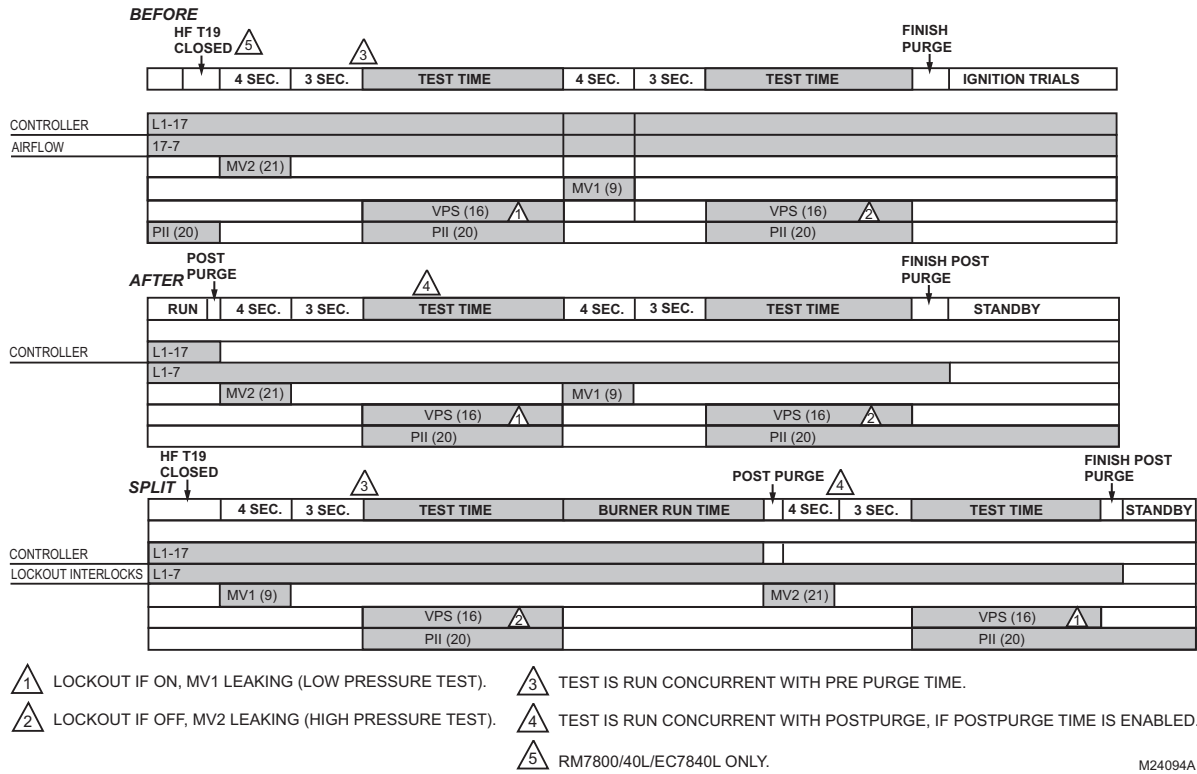 BEFORE
HF T19
CLOSED 5
3
FINISH
PURGE
4 SEC. 3 SEC. TEST TIME 4 SEC. 3 SEC. TEST TIME IGNITION TRIALS
CONTROLLER L1-17
AIRFLOW 17-7
MV2 (21)
MV1 (9)
VPS (16) 1 VPS (16) 2
PII (20) PII (20) PII (20)
AFTER
POST
PURGE
4
FINISH POST
PURGE
RUN 4 SEC. 3 SEC. TEST TIME 4 SEC. 3 SEC. TEST TIME STANDBY
CONTROLLER L1-17
L1-7
MV2 (21) MV1 (9)
VPS (16) 1 VPS (16) 2
PII (20) PII (20)
SPLIT
HF T19
CLOSED
3
POST PURGE 4
FINISH POST
PURGE
4 SEC. 3 SEC. TEST TIME BURNER RUN TIME 4 SEC. 3 SEC. TEST TIME STANDBY
CONTROLLER L1-17
LOCKOUT INTERLOCKS L1-7
MV1 (9) MV2 (21)
VPS (16) 2 VPS (16) 1
PII (20) PII (20)
1 LOCKOUT IF ON, MV1 LEAKING (LOW PRESSURE TEST).
2 LOCKOUT IF OFF, MV2 LEAKING (HIGH PRESSURE TEST).
3 TEST IS RUN CONCURRENT WITH PRE PURGE TIME.
4 TEST IS RUN CONCURRENT WITH POSTPURGE, IF POSTPURGE TIME IS ENABLED.
5 RM7800/40L/EC7840L ONLY.
M24094A